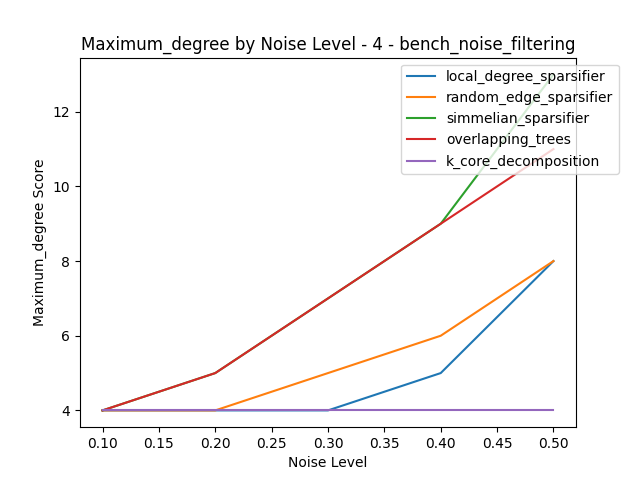 Maximum_degree by Noise Level - 4 - bench_noise_filtering
local_degree_sparsifier
random_edge_sparsifier
simmelian_sparsifier
overlapping_trees
k_core_decomposition
Maximum_degree Score
12
10
8
6
4
0.10 0.15 0.20 0.25 0.30 0.35 0.40 0.45 0.50
Noise Level